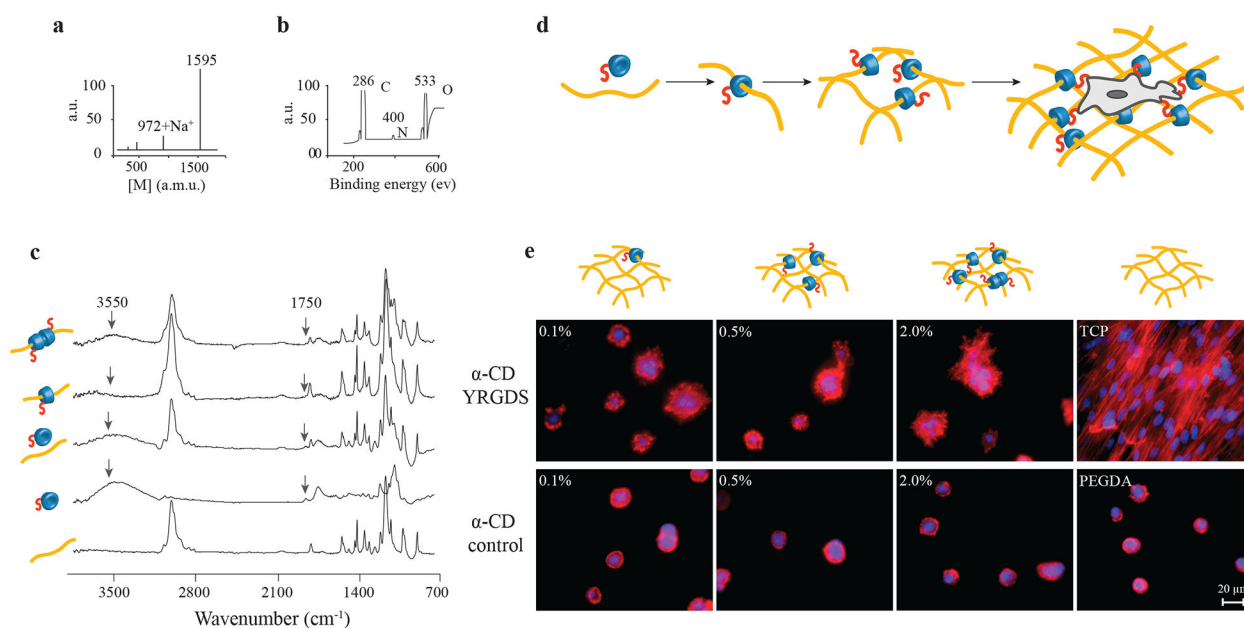 a
1595
100
a.u.
50
972+Na⁺
0
500
1500
[M] (a.m.u.)
b
286
533
100
C
O
a.u.
50
400
N
00
200
400
600
Binding energy (ev)
c
3550
1750
3500
2800
1400
700
Wavenumber (cm⁻¹)
d
e
α-CD
YRGDS
0.1%
0.5%
2.0%
TCP
α-CD
control
0.1%
0.5%
2.0%
PEGDA
20 μm